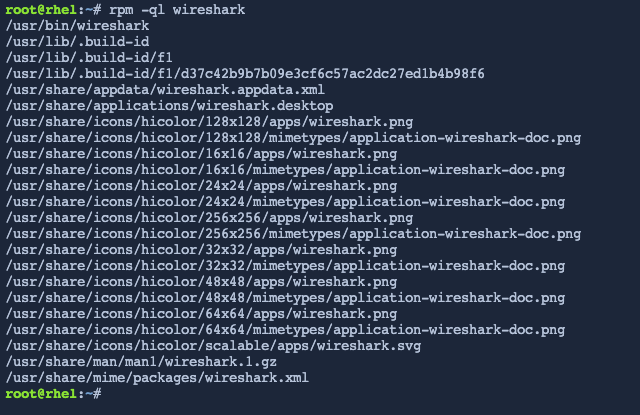 root@rhel:~# rpm -ql wireshark
/usr/bin/wireshark
/usr/lib/.build-id
/usr/lib/.build-id/f1
/usr/lib/.build-id/f1/d37c42b9b7b09e3cf6c57ac2dc27ed1b4b98f6
/usr/share/appdata/wireshark.appdata.xml
/usr/share/applications/wireshark.desktop
/usr/share/icons/hicolor/128x128/apps/wireshark.png
/usr/share/icons/hicolor/128x128/mimetypes/application-wireshark-doc.png
/usr/share/icons/hicolor/16x16/apps/wireshark.png
/usr/share/icons/hicolor/16x16/mimetypes/application-wireshark-doc.png
/usr/share/icons/hicolor/24x24/apps/wireshark.png
/usr/share/icons/hicolor/24x24/mimetypes/application-wireshark-doc.png
/usr/share/icons/hicolor/256x256/apps/wireshark.png
/usr/share/icons/hicolor/256x256/mimetypes/application-wireshark-doc.png
/usr/share/icons/hicolor/32x32/apps/wireshark.png
/usr/share/icons/hicolor/32x32/mimetypes/application-wireshark-doc.png
/usr/share/icons/hicolor/48x48/apps/wireshark.png
/usr/share/icons/hicolor/48x48/mimetypes/application-wireshark-doc.png
/usr/share/icons/hicolor/64x64/apps/wireshark.png
/usr/share/icons/hicolor/64x64/mimetypes/application-wireshark-doc.png
/usr/share/icons/hicolor/scalable/apps/wireshark.svg
/usr/share/man/man1/wireshark.1.gz
/usr/share/mime/packages/wireshark.xml
root@rhel:~#